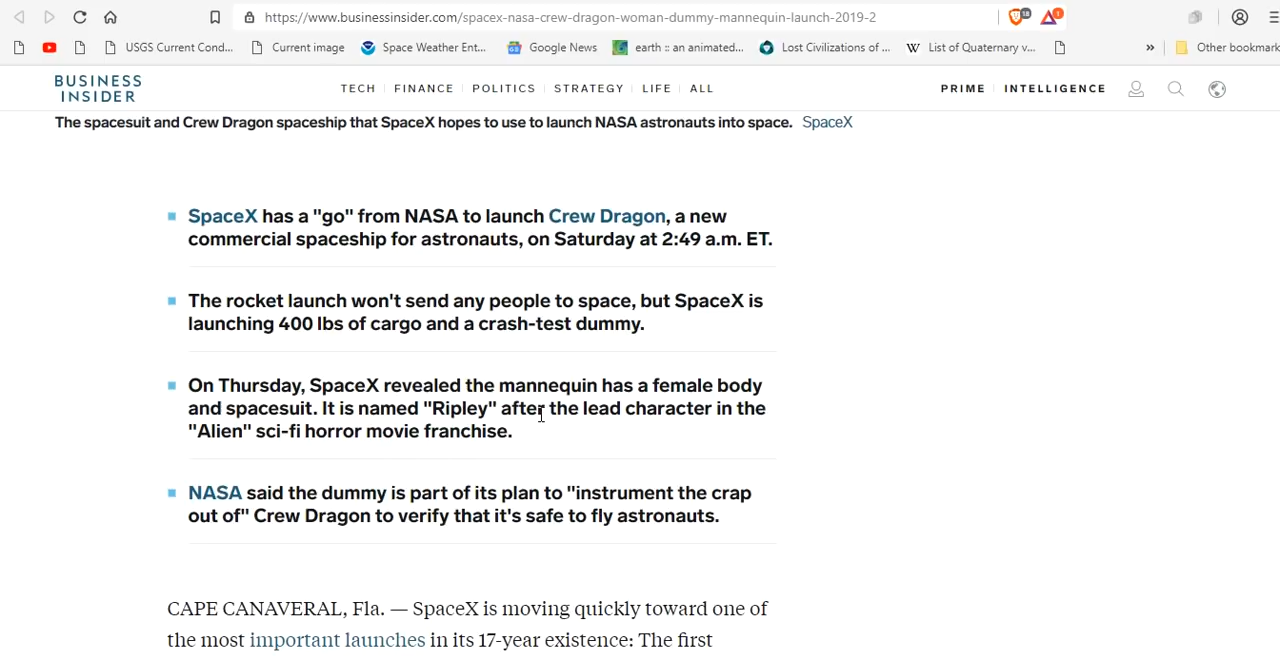 https://www.businessinsider.com/spacex-nasa-crew-dragon-woman-dummy-mannequin-launch-2019-2
18
1
USGS Current Cond...
Current image
Space Weather Ent...
Google News
earth :: an animated...
Lost Civilizations of ...
W List of Quaternary v...
»
Other bookmark
BUSINESS
INSIDER
TECH
FINANCE
POLITICS
STRATEGY
LIFE
ALL
PRIME
INTELLIGENCE
The spacesuit and Crew Dragon spaceship that SpaceX hopes to use to launch NASA astronauts into space. SpaceX
SpaceX has a "go" from NASA to launch Crew Dragon, a new
commercial spaceship for astronauts, on Saturday at 2:49 a.m. ET.
The rocket launch won't send any people to space, but SpaceX is
launching 400 lbs of cargo and a crash-test dummy.
On Thursday, SpaceX revealed the mannequin has a female body
and spacesuit. It is named "Ripley" after the lead character in the
"Alien" sci-fi horror movie franchise.
NASA said the dummy is part of its plan to "instrument the crap
out of" Crew Dragon to verify that it's safe to fly astronauts.
CAPE CANAVERAL, Fla. — SpaceX is moving quickly toward one of
the most important launches in its 17-year existence: The first